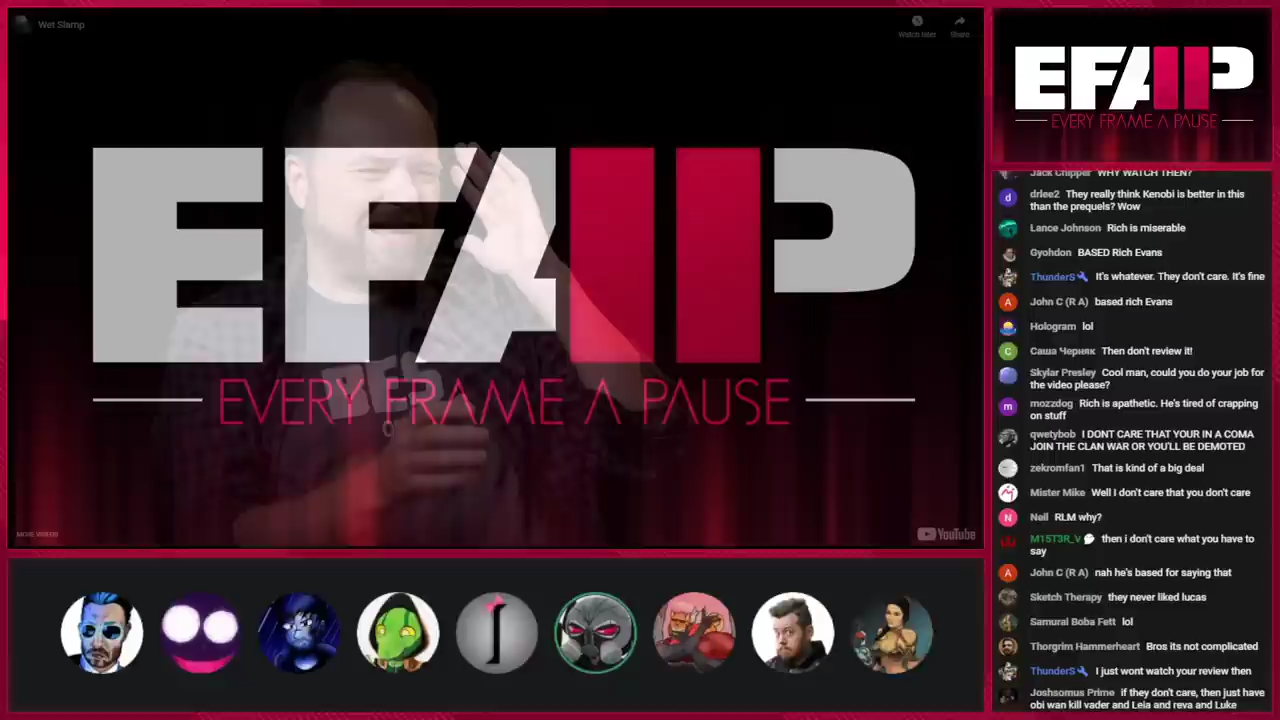 Wet Slamp
Watch later
Share
EFAP
EVERY FRAME A PAUSE
MORE VIDEOS
YouTube
EFAP
EVERY FRAME A PAUSE
Jack Chipper WHY WATCH THEN?
drlee2 They really think Kenobi is better in this
than the prequels? Wow
Lance Johnson Rich is miserable
Gyohdon BASED Rich Evans
ThunderS It's whatever. They don't care. It's fine
John C (R A) based rich Evans
Hologram lol
Саша Черняк Then don't review it!
Skylar Presley Cool man, could you do your job for
the video please?
mozzdog Rich is apathetic. He's tired of crapping
on stuff
qwetybob I DONT CARE THAT YOUR IN A COMA
JOIN THE CLAN WAR OR YOU'LL BE DEMOTED
zekromfan1 That is kind of a big deal
Mister Mike Well I don't care that you don't care
Neil RLM why?
M15T3R_V then i don't care what you have to
say
John C (R A) nah he's based for saying that
Sketch Therapy they never liked lucas
Samurai Boba Fett lol
Thorgrim Hammerheart Bros its not complicated
ThunderS I just wont watch your review then
Joshsomus Prime if they don't care, then just have
obi wan kill vader and Leia and reva and Luke